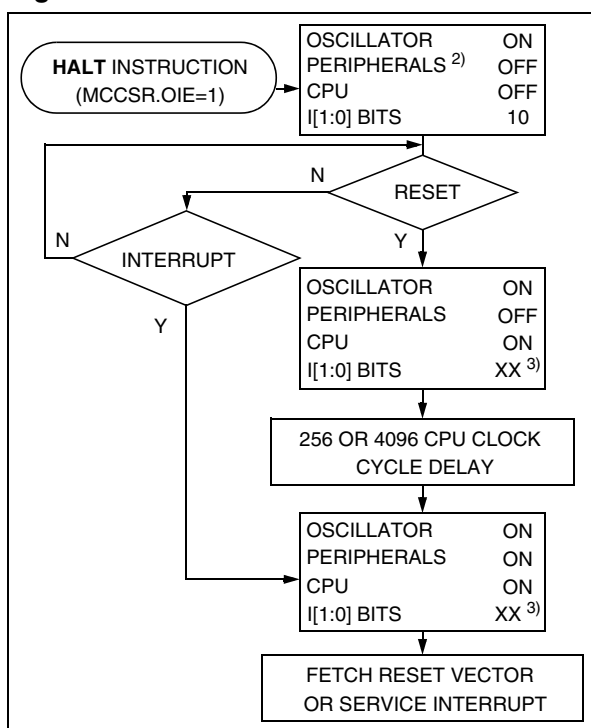 HALT INSTRUCTION
(MCCSR.OIE=1)
OSCILLATOR ON
PERIPHERALS 2) OFF
CPU OFF
I[1:0] BITS 10
N
RESET
N
INTERRUPT
Y
Y
OSCILLATOR ON
PERIPHERALS OFF
CPU ON
I[1:0] BITS XX 3)
256 OR 4096 CPU CLOCK
CYCLE DELAY
OSCILLATOR ON
PERIPHERALS ON
CPU ON
I[1:0] BITS XX 3)
FETCH RESET VECTOR
OR SERVICE INTERRUPT